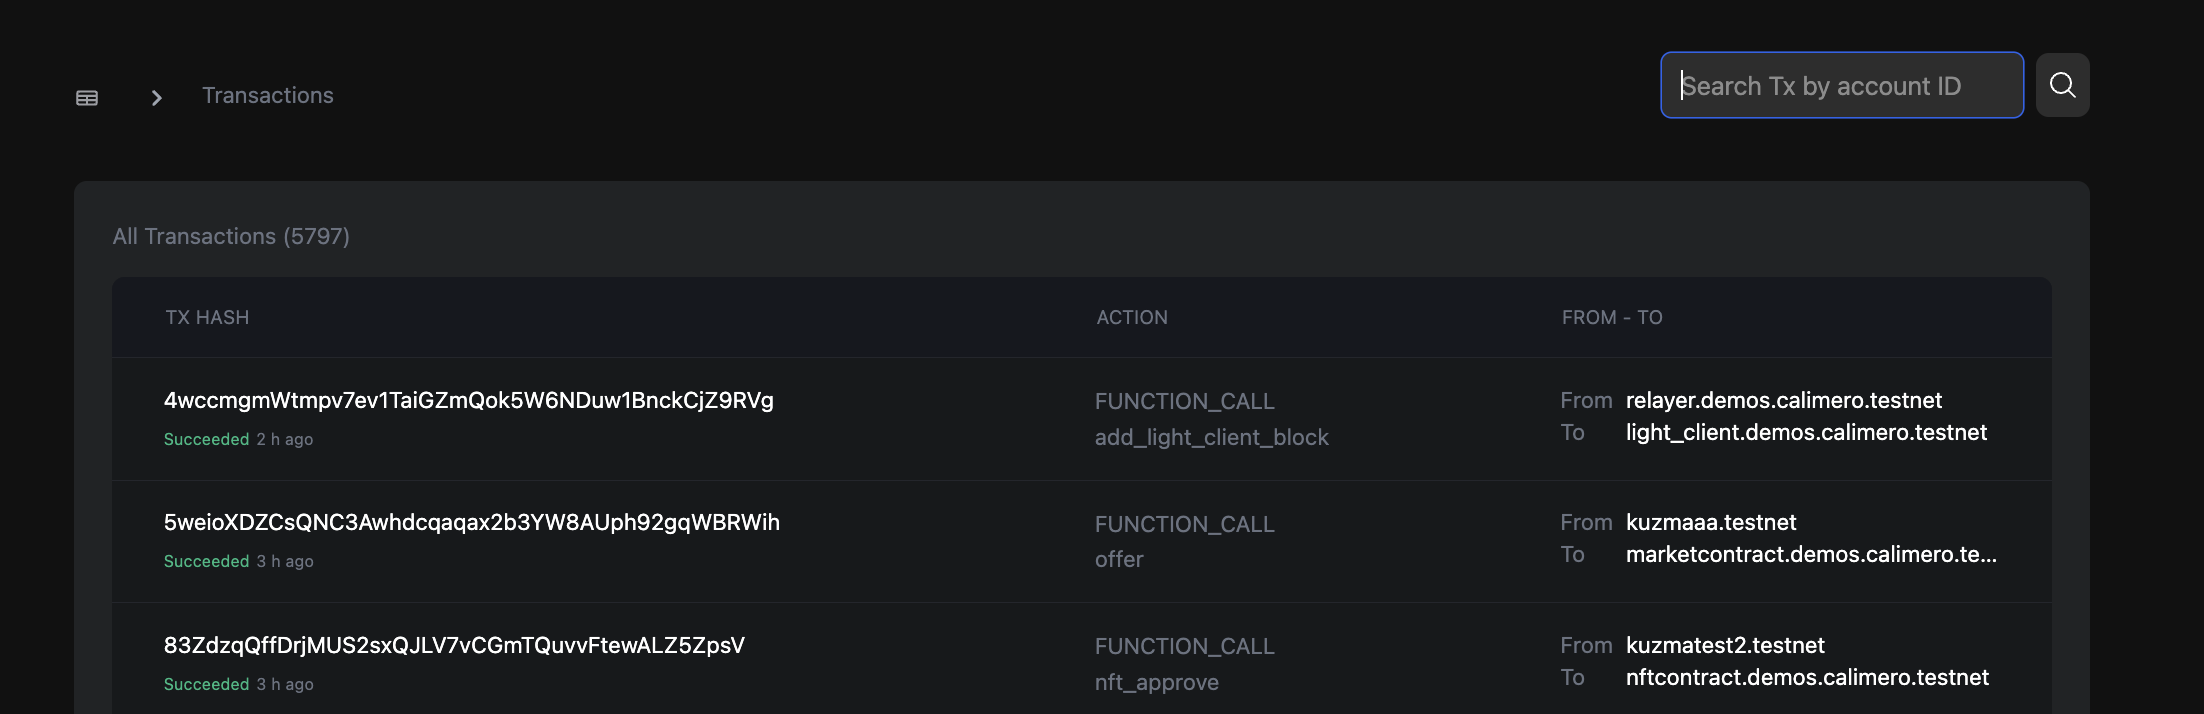 Transactions
Search Tx by account ID
All Transactions (5797)
TX HASH ACTION FROM - TO
4wccmgmWtmpv7ev1TaiGZmQok5W6NDuw1BnckCjZ9RVg FUNCTION_CALL From relayer.demos.calimero.testnet
Succeeded 2 h ago add_light_client_block To light_client.demos.calimero.testnet
5weioXDZCsQNC3Awhdcqaqax2b3YW8AUph92gqWBRWih FUNCTION_CALL From kuzmaaa.testnet
Succeeded 3 h ago offer To marketcontract.demos.calimero.te...
83ZdzqQffDrjMUS2sxQJLV7vCGmTQuvvFtewALZ5ZpsV FUNCTION_CALL From kuzmatest2.testnet
Succeeded 3 h ago nft_approve To nftcontract.demos.calimero.testnet